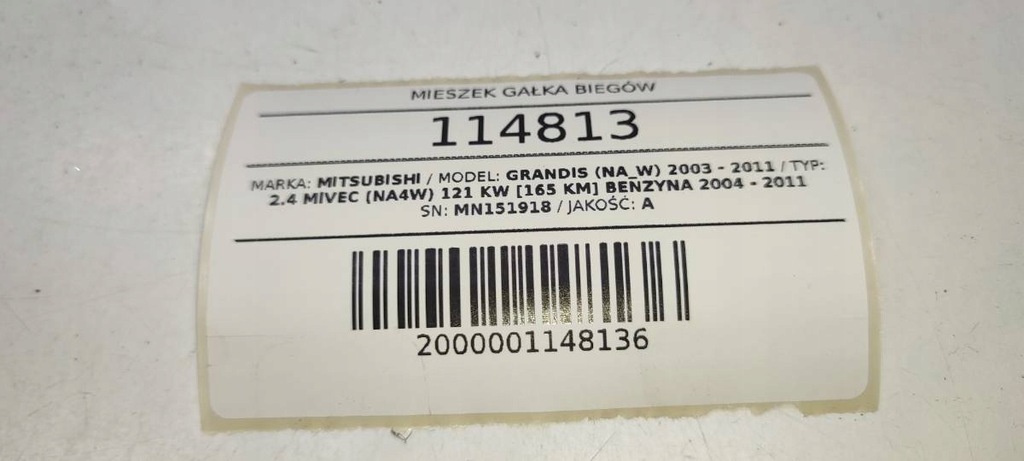 MIESZEK GAŁKA BIEGÓW
114813
MARKA: MITSUBISHI / MODEL: GRANDIS (NA_W) 2003 - 2011 / TYP:
2.4 MIVEC (NA4W) 121 KW [165 KM] BENZYNA 2004 - 2011
SN: MN151918 / JAKOŚĆ: A
2000001148136